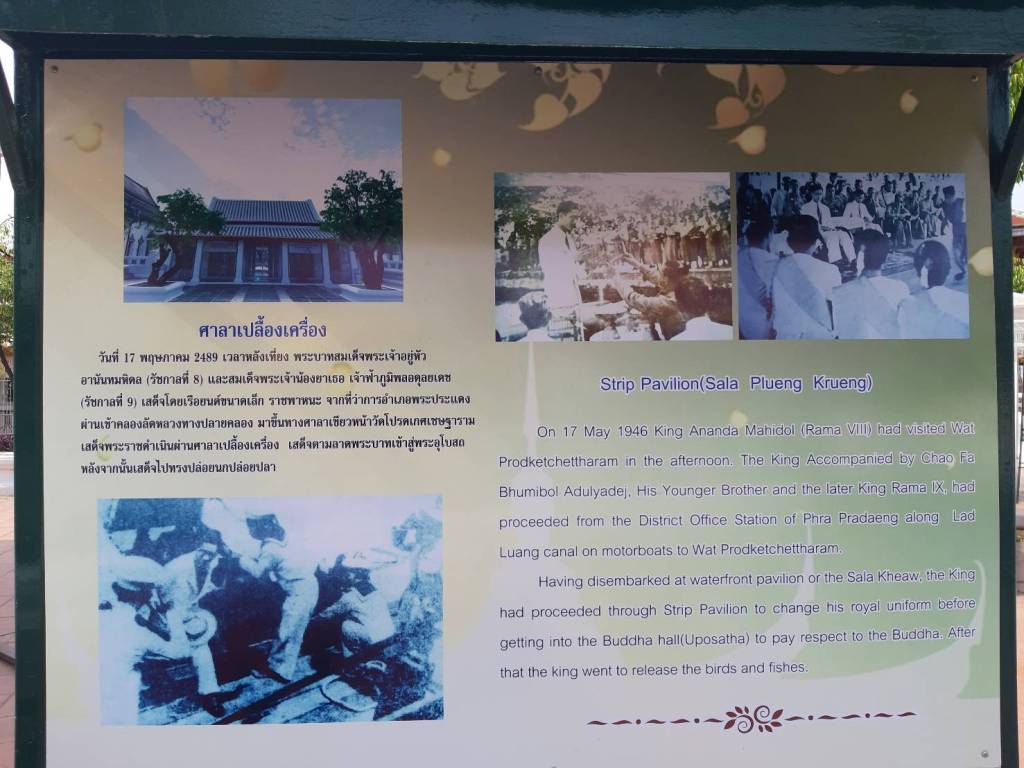 ศาลาเปลื้องเครื่อง
วันที่ 17 พฤษภาคม 2489 เวลาหลังเที่ยง พระบาทสมเด็จพระเจ้าอยู่หัว
อานันทมหิดล (รัชกาลที่ 8) และสมเด็จพระเจ้าน้องยาเธอ เจ้าฟ้าภูมิพลอดุลยเดช
(รัชกาลที่ 9) เสด็จโดยเรือยนต์ขนาดเล็ก ราชพาหนะ จากที่ว่าการอำเภอพระประแดง
ผ่านเข้าคลองลัดหลวงทางปลายคลอง มาขึ้นทางศาลาเขียวหน้าวัดโปรดเกศเชษฐาราม
เสด็จพระราชดำเนินผ่านศาลาเปลื้องเครื่อง เสด็จตามลาดพระบาทเข้าสู่พระอุโบสถ
หลังจากนั้นเสด็จไปทรงปล่อยนกปล่อยปลา
Strip Pavilion(Sala Plueng Krueng)
On 17 May 1946 King Ananda Mahidol (Rama VIII) had visited Wat
Prodketchettharam in the afternoon. The King Accompanied by Chao Fa
Bhumibol Adulyadej, His Younger Brother and the later King Rama IX, had
proceeded from the District Office Station of Phra Pradaeng along Lad
Luang canal on motorboats to Wat Prodketchettharam.
Having disembarked at waterfront pavilion or the Sala Kheaw, the King
had proceeded through Strip Pavilion to change his royal uniform before
getting into the Buddha hall(Uposatha) to pay respect to the Buddha. After
that the king went to release the birds and fishes.